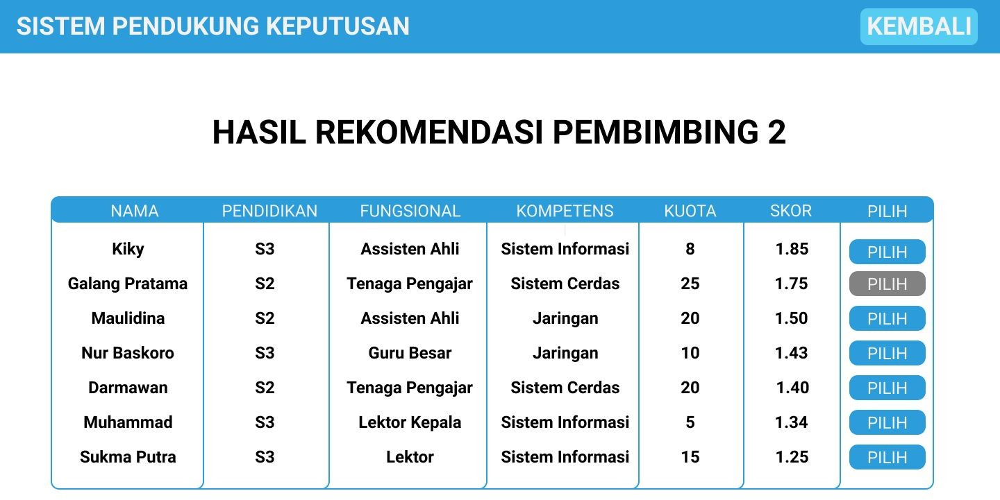 SISTEM PENDUKUNG KEPUTUSAN KEMBALI
HASIL REKOMENDASI PEMBIMBING 2
NAMA PENDIDIKAN FUNGSIONAL KOMPETENS KUOTA SKOR PILIH
Kiky S3 Assisten Ahli Sistem Informasi 8 1.85 PILIH
Galang Pratama S2 Tenaga Pengajar Sistem Cerdas 25 1.75 PILIH
Maulidina S2 Assisten Ahli Jaringan 20 1.50 PILIH
Nur Baskoro S3 Guru Besar Jaringan 10 1.43 PILIH
Darmawan S2 Tenaga Pengajar Sistem Cerdas 20 1.40 PILIH
Muhammad S3 Lektor Kepala Sistem Informasi 5 1.34 PILIH
Sukma Putra S3 Lektor Sistem Informasi 15 1.25 PILIH